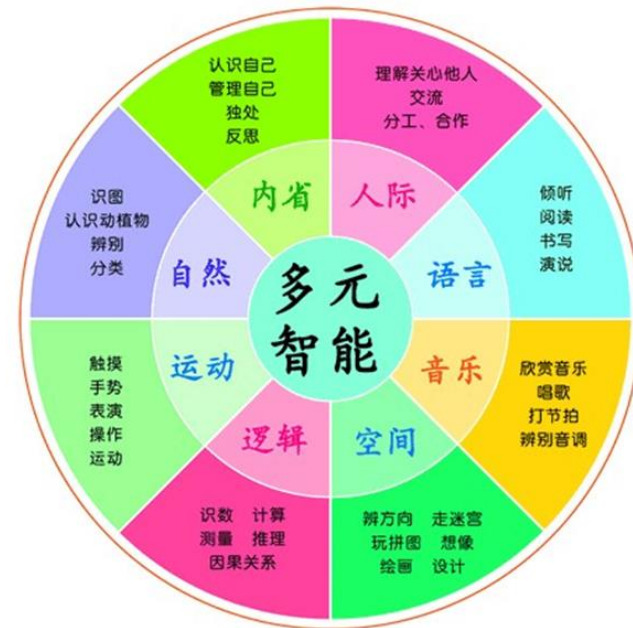 多元
智能
内省
认识自己
管理自己
独处
反思
人际
理解关心他人
交流
分工、合作
语言
倾听
阅读
书写
演说
音乐
欣赏音乐
唱歌
打节拍
辨别音调
空间
辨方向 走迷宫
玩拼图 想像
绘画 设计
逻辑
识数 计算
测量 推理
因果关系
运动
触摸
手势
表演
操作
运动
自然
识图
认识动植物
辨别
分类